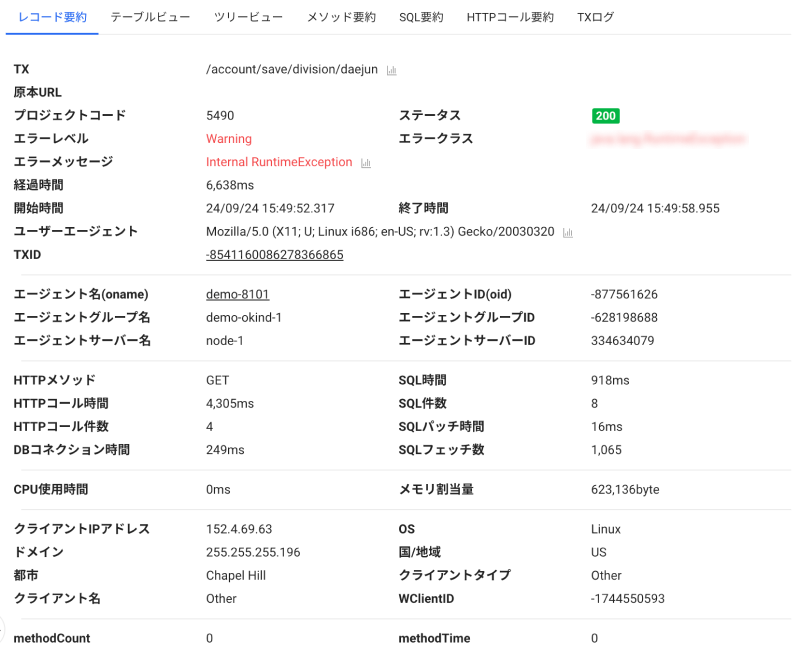 レコード要約 テーブルビュー ツリービュー メソッド要約 SQL要約 HTTPコール要約 TXログ
TX /account/save/division/daejun
原本URL
プロジェクトコード 5490 ステータス 200
エラーレベル Warning エラークラス
エラーメッセージ Internal RuntimeException
経過時間 6,638ms
開始時間 24/09/24 15:49:52.317 終了時間 24/09/24 15:49:58.955
ユーザーエージェント Mozilla/5.0 (X11; U; Linux i686; en-US; rv:1.3) Gecko/20030320
TXID -8541160086278366865
エージェント名(oname) demo-8101 エージェントID(oid) -877561626
エージェントグループ名 demo-okind-1 エージェントグループID -628198688
エージェントサーバー名 node-1 エージェントサーバーID 334634079
HTTPメソッド GET SQL時間 918ms
HTTPコール時間 4,305ms SQL件数 8
HTTPコール件数 4 SQLパッチ時間 16ms
DBコネクション時間 249ms SQLフェッチ数 1,065
CPU使用時間 0ms メモリ割当量 623,136byte
クライアントIPアドレス 152.4.69.63 OS Linux
ドメイン 255.255.255.196 国/地域 US
都市 Chapel Hill クライアントタイプ Other
クライアント名 Other WClientID -1744550593
methodCount 0 methodTime 0